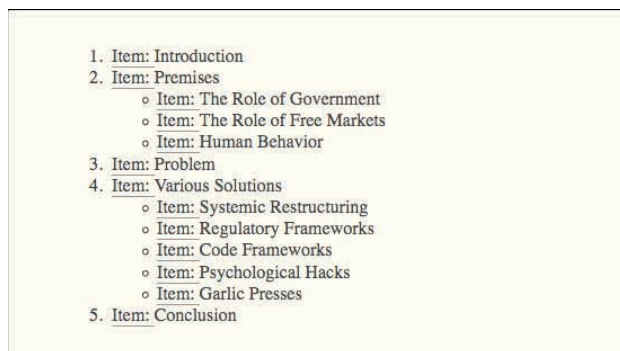 1. Item: Introduction
2. Item: Premises
◦ Item: The Role of Government
◦ Item: The Role of Free Markets
◦ Item: Human Behavior
3. Item: Problem
4. Item: Various Solutions
◦ Item: Systemic Restructuring
◦ Item: Regulatory Frameworks
◦ Item: Code Frameworks
◦ Item: Psychological Hacks
◦ Item: Garlic Presses
5. Item: Conclusion